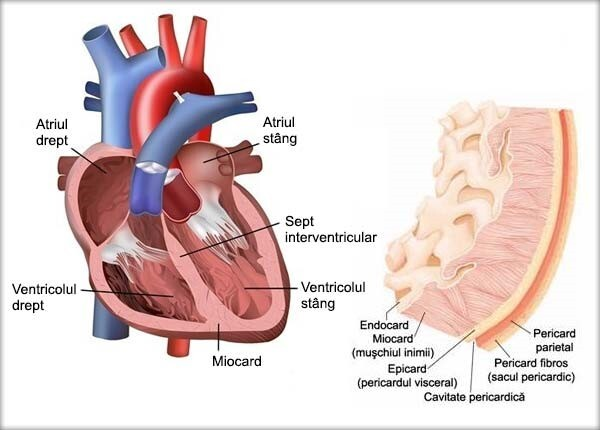 Atriul
drept
Atriul
stâng
Sept
interventricular
Ventricolul
drept
Ventricolul
stâng
Miocard
Endocard
Miocard
(mușchiul inimii)
Epicard
(pericardul visceral)
Cavitate pericardică
Pericard
parietal
Pericard fibros
(sacul pericardic)